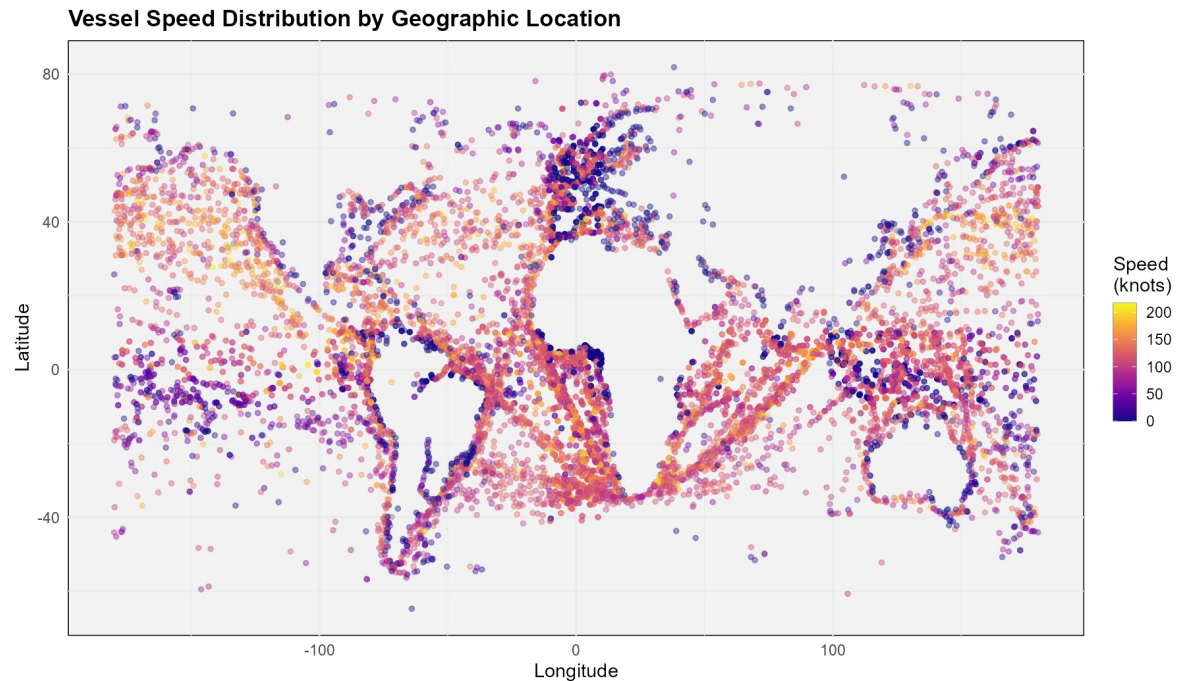 Vessel Speed Distribution by Geographic Location
80
40
0
-40
Latitude
-100
0
100
Longitude
Speed
(knots)
200
150
100
50
0